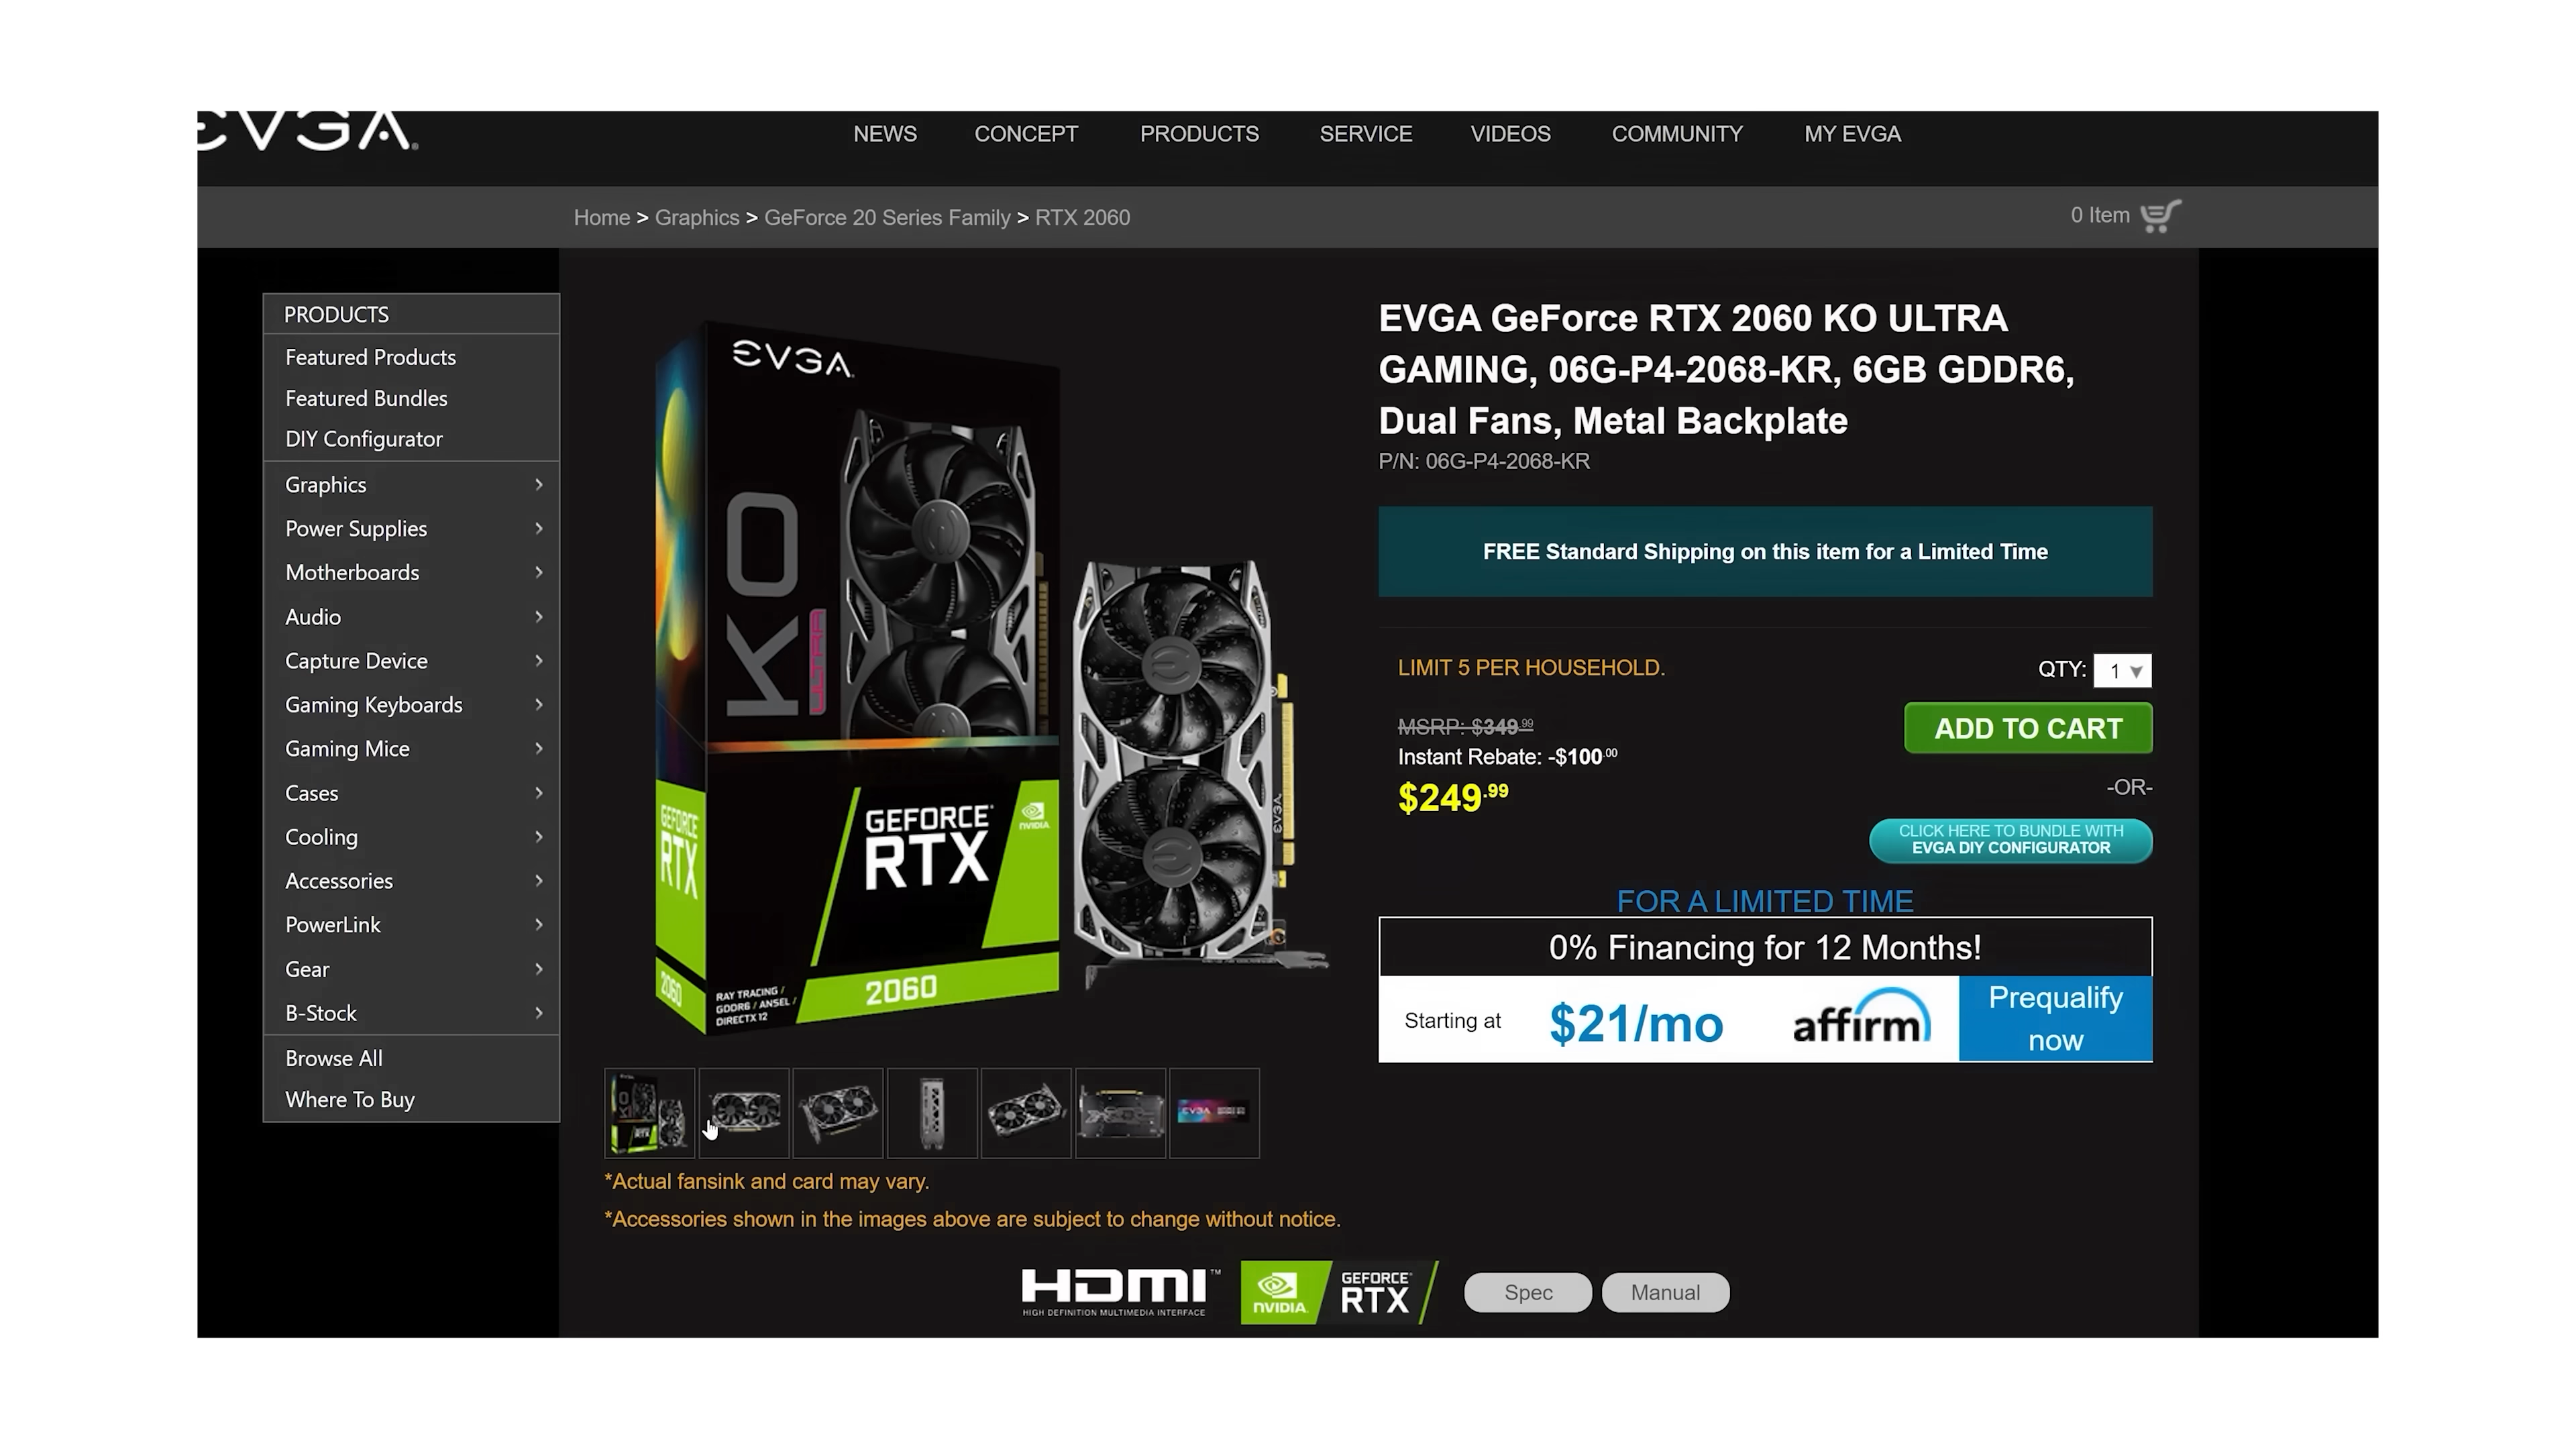 EVGA
NEWS CONCEPT PRODUCTS SERVICE VIDEOS COMMUNITY MY EVGA
Home > Graphics > GeForce 20 Series Family > RTX 2060
0 Item
PRODUCTS
Featured Products
Featured Bundles
DIY Configurator
Graphics
Power Supplies
Motherboards
Audio
Capture Device
Gaming Keyboards
Gaming Mice
Cases
Cooling
Accessories
PowerLink
Gear
B-Stock
Browse All
Where To Buy
EVGA
KO
ULTRA
GEFORCE
RTX
NVIDIA
2060
RAY TRACING /
GDDR6 / ANSEL /
DIRECTX 12
GEFORCE
RTX
2060
EVGA
EVGA GeForce RTX 2060 KO ULTRA
GAMING, 06G-P4-2068-KR, 6GB GDDR6,
Dual Fans, Metal Backplate
P/N: 06G-P4-2068-KR
FREE Standard Shipping on this item for a Limited Time
LIMIT 5 PER HOUSEHOLD.
QTY: 1
MSRP: $349.99
Instant Rebate: -$100.00
$249.99
ADD TO CART
-OR-
CLICK HERE TO BUNDLE WITH
EVGA DIY CONFIGURATOR
FOR A LIMITED TIME
0% Financing for 12 Months!
Starting at $21/mo affirm
Prequalify
now
*Actual fansink and card may vary.
*Accessories shown in the images above are subject to change without notice.
HDMI™
HIGH DEFINITION MULTIMEDIA INTERFACE
NVIDIA
GEFORCE
RTX
Spec
Manual